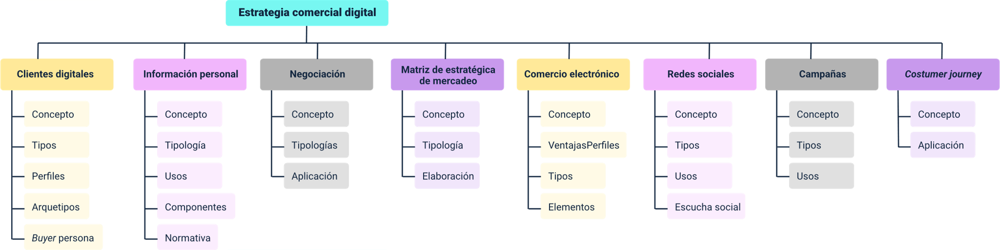 Estrategia comercial digital
Clientes digitales
Concepto
Tipos
Perfiles
Arquetipos
Buyer persona
Información personal
Concepto
Tipología
Usos
Componentes
Normativa
Negociación
Concepto
Tipologías
Aplicación
Matriz de estratégica
de mercadeo
Concepto
Tipología
Elaboración
Comercio electrónico
Concepto
VentajasPerfiles
Tipos
Elementos
Redes sociales
Concepto
Tipos
Usos
Escucha social
Campañas
Concepto
Tipos
Usos
Costumer journey
Concepto
Aplicación